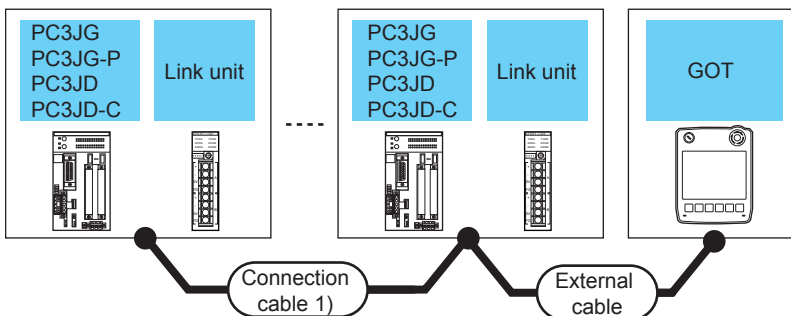 PC3JG
PC3JG-P
PC3JD
PC3JD-C
Link unit
PC3JG
PC3JG-P
PC3JD
PC3JD-C
Link unit
GOT
Connection
cable 1)
External
cable